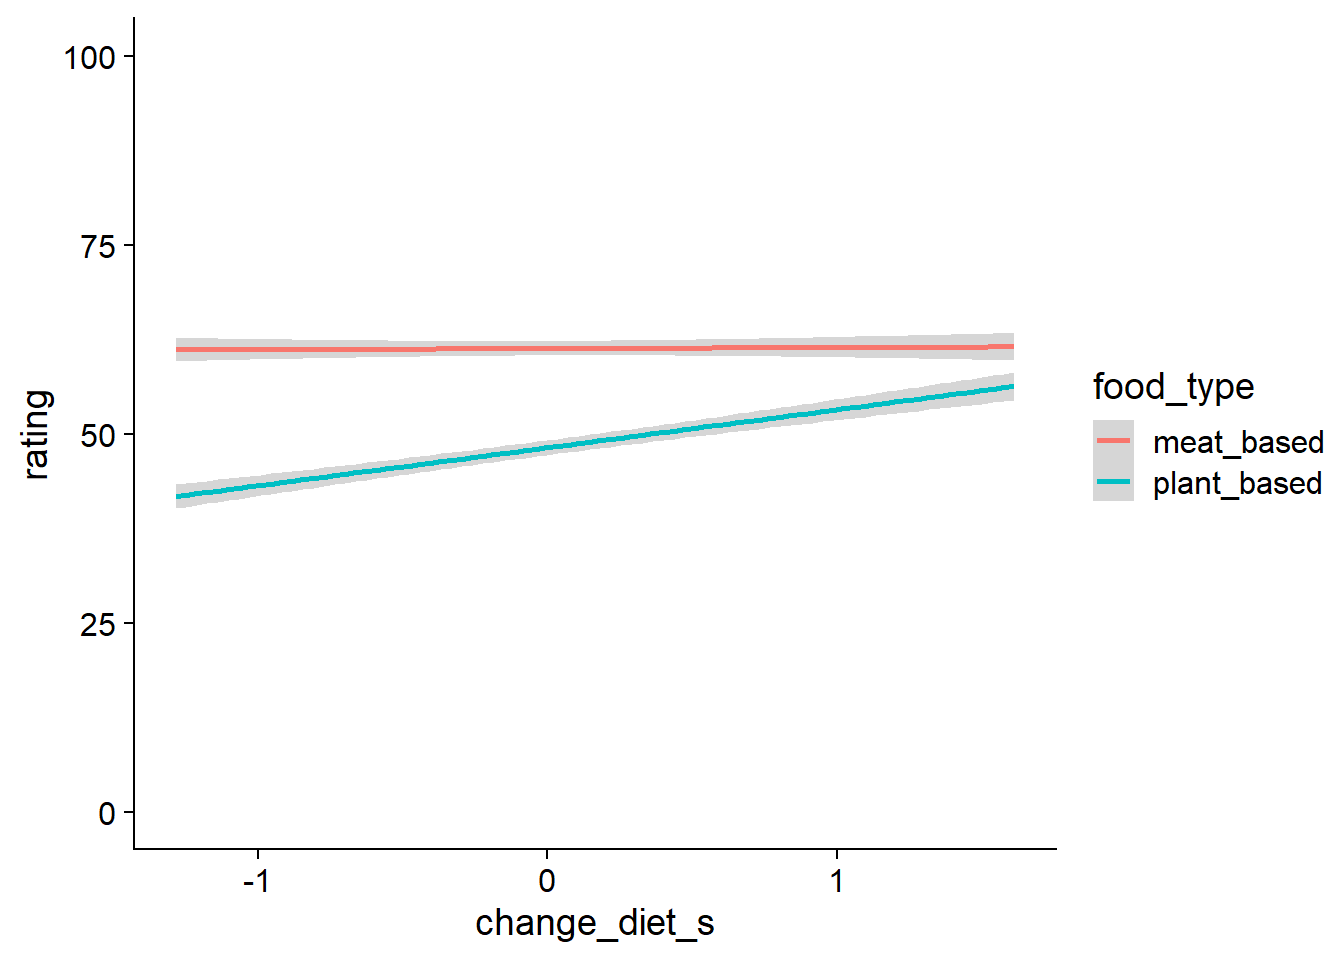 100
75
50
25
0
rating
-1
0
1
change_diet_s
food_type
meat_based
plant_based